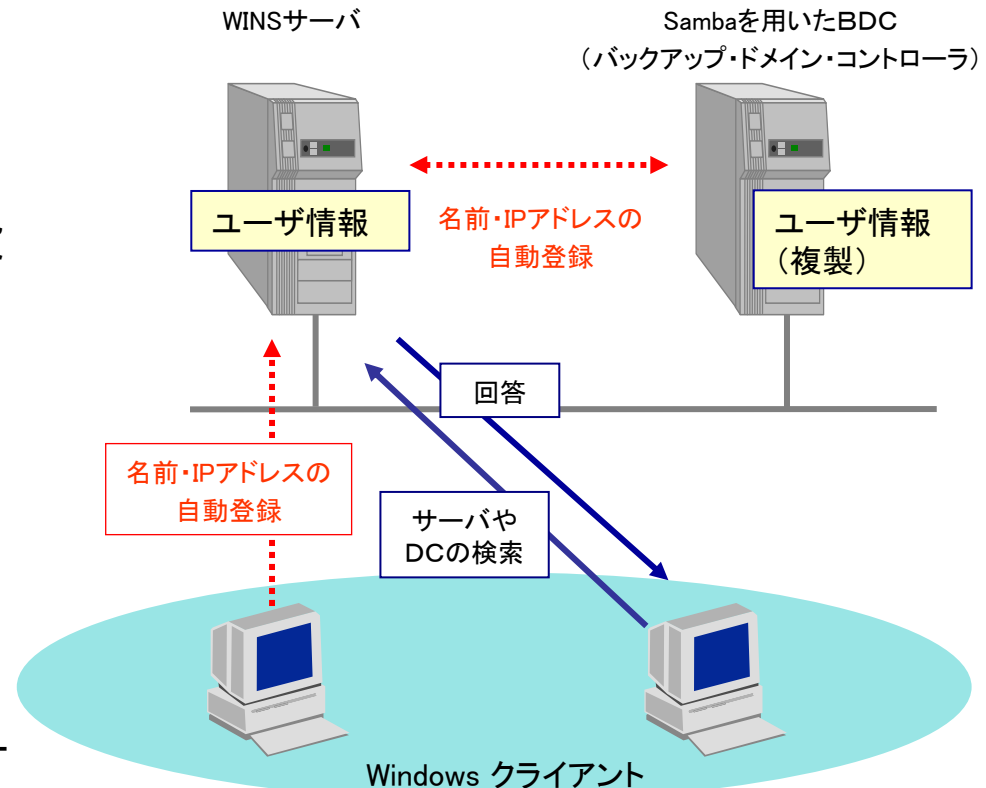 WINSサーバ
Sambaを用いたBDC
（バックアップ・ドメイン・コントローラ）
ユーザ情報
名前・IPアドレスの
自動登録
ユーザ情報
（複製）
回答
名前・IPアドレスの
自動登録
サーバや
DCの検索
Windows クライアント